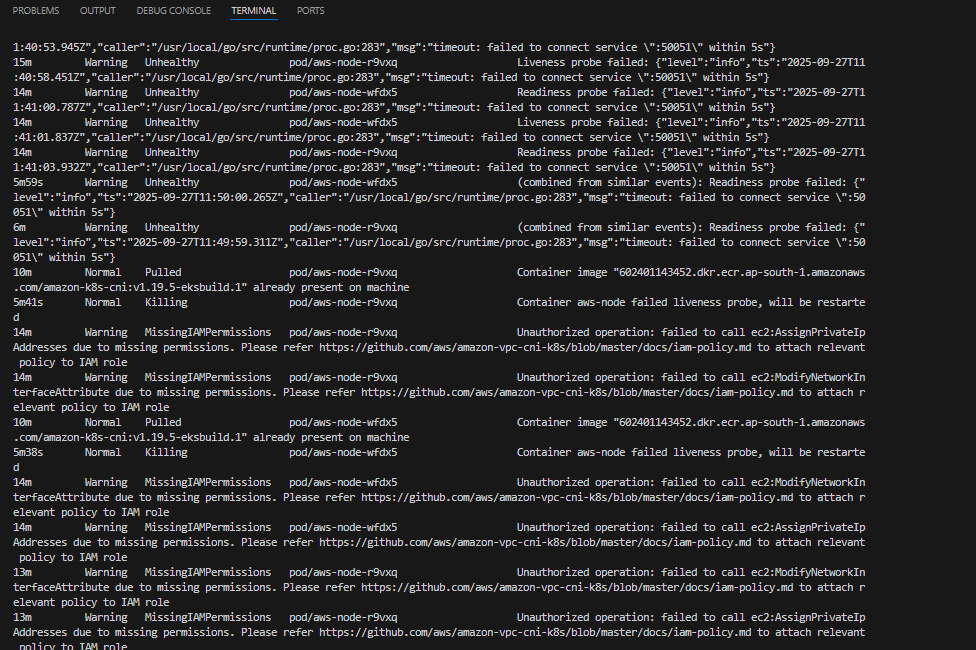 PROBLEMS OUTPUT DEBUG CONSOLE TERMINAL PORTS
1:40:53.945Z","caller":"/usr/local/go/src/runtime/proc.go:283","msg":"timeout: failed to connect service \":50051\" within 5s"}
15m Warning Unhealthy pod/aws-node-r9vxq Liveness probe failed: {"level":"info","ts":"2025-09-27T11
:40:58.451Z","caller":"/usr/local/go/src/runtime/proc.go:283","msg":"timeout: failed to connect service \":50051\" within 5s"}
14m Warning Unhealthy pod/aws-node-wfdx5 Readiness probe failed: {"level":"info","ts":"2025-09-27T1
1:41:00.787Z","caller":"/usr/local/go/src/runtime/proc.go:283","msg":"timeout: failed to connect service \":50051\" within 5s"}
14m Warning Unhealthy pod/aws-node-wfdx5 Liveness probe failed: {"level":"info","ts":"2025-09-27T11
:41:01.837Z","caller":"/usr/local/go/src/runtime/proc.go:283","msg":"timeout: failed to connect service \":50051\" within 5s"}
14m Warning Unhealthy pod/aws-node-r9vxq Readiness probe failed: {"level":"info","ts":"2025-09-27T1
1:41:03.932Z","caller":"/usr/local/go/src/runtime/proc.go:283","msg":"timeout: failed to connect service \":50051\" within 5s"}
5m59s Warning Unhealthy pod/aws-node-wfdx5 (combined from similar events): Readiness probe failed: {"
level":"info","ts":"2025-09-27T11:50:00.265Z","caller":"/usr/local/go/src/runtime/proc.go:283","msg":"timeout: failed to connect service \":50
051\" within 5s"}
6m Warning Unhealthy pod/aws-node-r9vxq (combined from similar events): Readiness probe failed: {"
level":"info","ts":"2025-09-27T11:49:59.311Z","caller":"/usr/local/go/src/runtime/proc.go:283","msg":"timeout: failed to connect service \":50
051\" within 5s"}
10m Normal Pulled pod/aws-node-r9vxq Container image "602401143452.dkr.ecr.ap-south-1.amazonaws
.com/amazon-k8s-cni:v1.19.5-eksbuild.1" already present on machine
5m41s Normal Killing pod/aws-node-r9vxq Container aws-node failed liveness probe, will be restarte
d
14m Warning MissingIAMPermissions pod/aws-node-r9vxq Unauthorized operation: failed to call ec2:AssignPrivateIp
Addresses due to missing permissions. Please refer https://github.com/aws/amazon-vpc-cni-k8s/blob/master/docs/iam-policy.md to attach relevant
policy to IAM role
14m Warning MissingIAMPermissions pod/aws-node-r9vxq Unauthorized operation: failed to call ec2:ModifyNetworkIn
terfaceAttribute due to missing permissions. Please refer https://github.com/aws/amazon-vpc-cni-k8s/blob/master/docs/iam-policy.md to attach r
elevant policy to IAM role
10m Normal Pulled pod/aws-node-wfdx5 Container image "602401143452.dkr.ecr.ap-south-1.amazonaws
.com/amazon-k8s-cni:v1.19.5-eksbuild.1" already present on machine
5m38s Normal Killing pod/aws-node-wfdx5 Container aws-node failed liveness probe, will be restarte
d
14m Warning MissingIAMPermissions pod/aws-node-wfdx5 Unauthorized operation: failed to call ec2:ModifyNetworkIn
terfaceAttribute due to missing permissions. Please refer https://github.com/aws/amazon-vpc-cni-k8s/blob/master/docs/iam-policy.md to attach r
elevant policy to IAM role
14m Warning MissingIAMPermissions pod/aws-node-wfdx5 Unauthorized operation: failed to call ec2:AssignPrivateIp
Addresses due to missing permissions. Please refer https://github.com/aws/amazon-vpc-cni-k8s/blob/master/docs/iam-policy.md to attach relevant
policy to IAM role
13m Warning MissingIAMPermissions pod/aws-node-r9vxq Unauthorized operation: failed to call ec2:ModifyNetworkIn
terfaceAttribute due to missing permissions. Please refer https://github.com/aws/amazon-vpc-cni-k8s/blob/master/docs/iam-policy.md to attach r
elevant policy to IAM role
13m Warning MissingIAMPermissions pod/aws-node-r9vxq Unauthorized operation: failed to call ec2:AssignPrivateIp
Addresses due to missing permissions. Please refer https://github.com/aws/amazon-vpc-cni-k8s/blob/master/docs/iam-policy.md to attach relevant
policy to IAM role